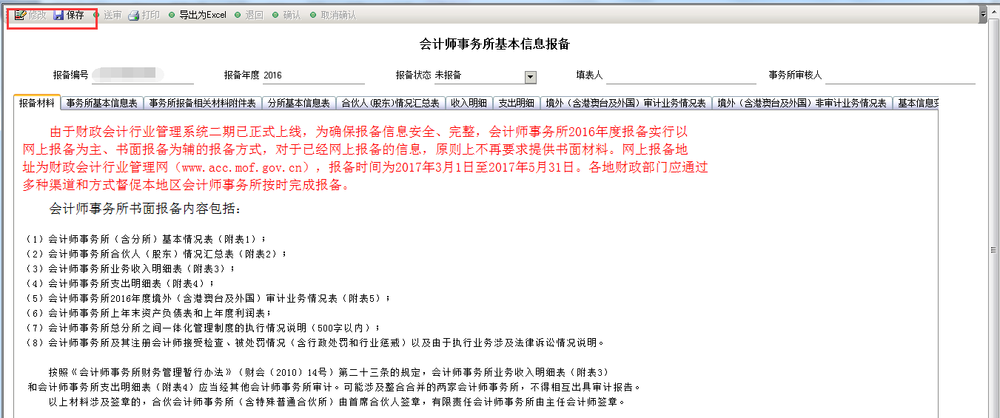 修改 保存 送审 打印 导出为Excel 退回 确认 取消确认
会计师事务所基本信息报备
报备编号 报备年度 2016 报备状态 未报备 填表人 事务所审核人
报备材料 事务所基本信息表 事务所报备相关材料附件表 分所基本信息表 合伙人(股东)情况汇总表 收入明细 支出明细 境外（含港澳台及外国）审计业务情况表 境外（含港澳台及外国）非审计业务情况表 基本信息变
由于财政会计行业管理系统二期已正式上线，为确保报备信息安全、完整，会计师事务所2016年度报备实行以
网上报备为主、书面报备为辅的报备方式，对于已经网上报备的信息，原则上不再要求提供书面材料。网上报备地
址为财政会计行业管理网（www.acc.mof.gov.cn），报备时间为2017年3月1日至2017年5月31日。各地财政部门应通过
多种渠道和方式督促本地区会计师事务所按时完成报备。
会计师事务所书面报备内容包括：
（1）会计师事务所（含分所）基本情况表（附表1）；
（2）会计师事务所合伙人（股东）情况汇总表（附表2）；
（3）会计师事务所业务收入明细表（附表3）；
（4）会计师事务所支出明细表（附表4）；
（5）会计师事务所2016年度境外（含港澳台及外国）审计业务情况表（附表5）；
（6）会计师事务所上年末资产负债表和上年度利润表；
（7）会计师事务所总分所之间一体化管理制度的执行情况说明（500字以内）；
（8）会计师事务所及其注册会计师接受检查、被处罚情况（含行政处罚和行业惩戒）以及由于执行业务涉及法律诉讼情况说明。
按照《会计师事务所财务管理暂行办法》（财会（2010）14号）第二十三条的规定，会计师事务所业务收入明细表（附表3）
和会计师事务所支出明细表（附表4）应当经其他会计师事务所审计。可能涉及整合合并的两家会计师事务所，不得相互出具审计报告。
以上材料涉及签章的，合伙会计师事务所（含特殊普通合伙所）由首席合伙人签章，有限责任会计师事务所由主任会计师签章。